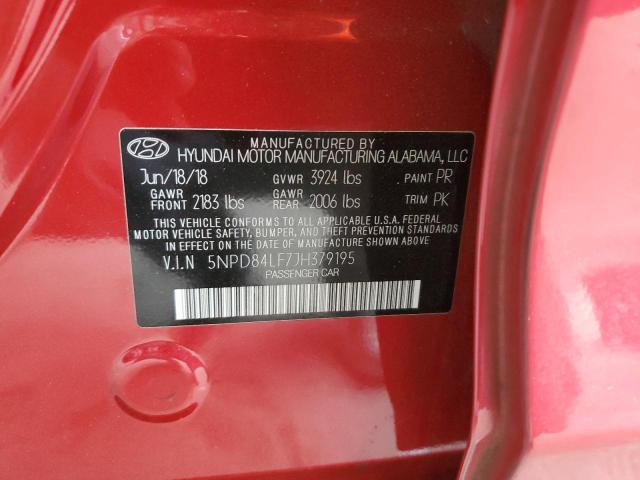 MANUFACTURED BY
HYUNDAI MOTOR MANUFACTURING ALABAMA, LLC
Jun/18/18 GVWR 3924 lbs PAINT PR
GAWR FRONT 2183 lbs GAWR REAR 2006 lbs TRIM PK
THIS VEHICLE CONFORMS TO ALL APPLICABLE U.S.A. FEDERAL
MOTOR VEHICLE SAFETY, BUMPER, AND THEFT PREVENTION
STANDARDS IN EFFECT ON THE DATE OF MANUFACTURE SHOWN ABOVE.
V.I.N 5NPD84LF7JH379195
PASSENGER CAR